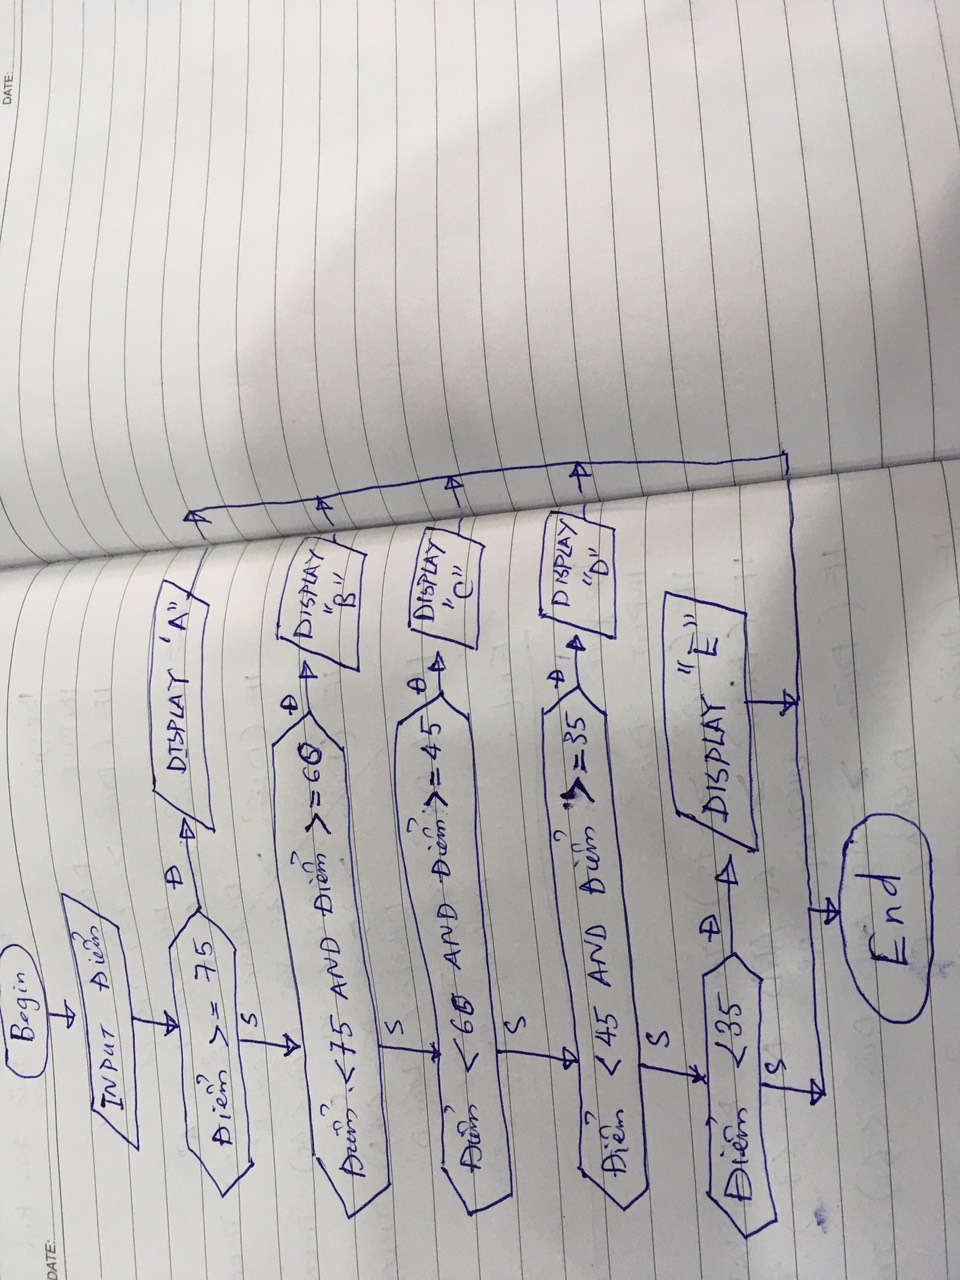 DATE:
DATE:
Begin
INPUT Điểm
Điểm >= 75
Đ
DISPLAY "A"
S
Điểm <75 AND Điểm >=60
Đ
DISPLAY
"B"
S
Điểm <60 AND Điểm >=45
Đ
DISPLAY
"C"
S
Điểm <45 AND Điểm >=35
Đ
DISPLAY
"D"
S
Điểm <35
Đ
DISPLAY "E"
S
End